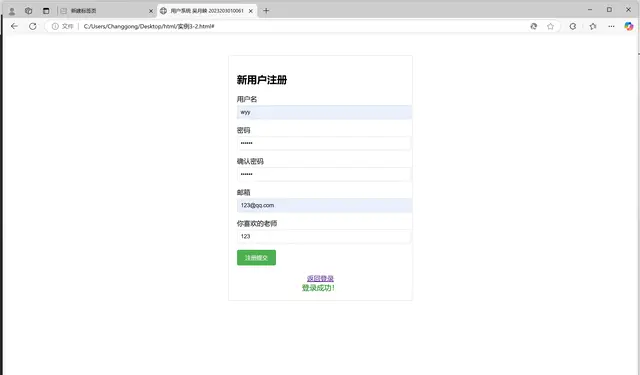 新建标签页
用户系统 吴月嫦 2023203010061
文件 C:/Users/Changgong/Desktop/html/实例3-2.html#
新用户注册
用户名
wyy
密码
••••••
确认密码
••••••
邮箱
123@qq.com
你喜欢的老师
123
注册提交
返回登录
登录成功!